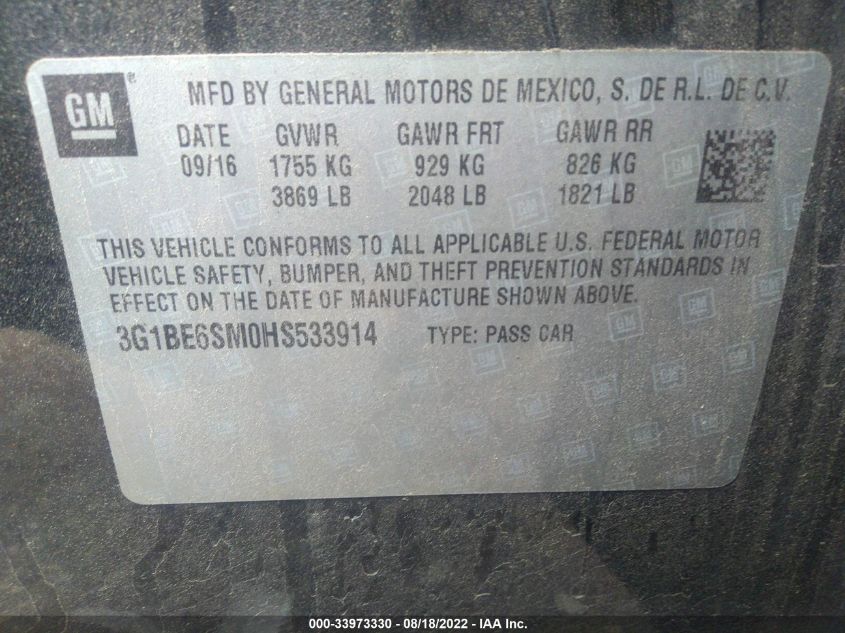 GM ®
MFD BY GENERAL MOTORS DE MEXICO, S. DE R.L. DE C.V.
DATE GVWR GAWR FRT GAWR RR
09/16 1755 KG 929 KG 826 KG
3869 LB 2048 LB 1821 LB
THIS VEHICLE CONFORMS TO ALL APPLICABLE U.S. FEDERAL MOTOR
VEHICLE SAFETY, BUMPER, AND THEFT PREVENTION STANDARDS IN
EFFECT ON THE DATE OF MANUFACTURE SHOWN ABOVE.
3G1BE6SM0HS533914 TYPE: PASS CAR
000-33973330 - 08/18/2022 - IAA Inc.